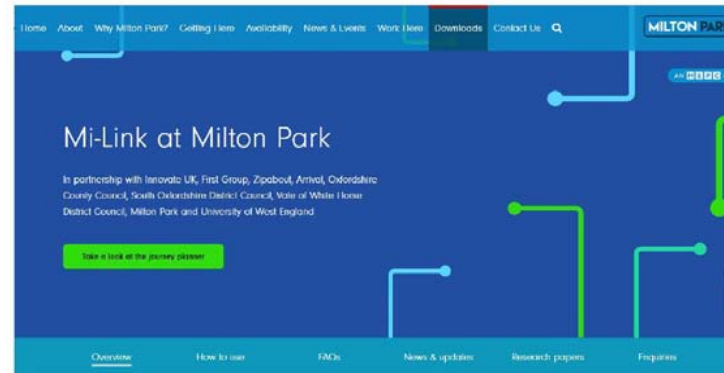 Home About Why Milton Park? Getting Here Availability News & Events Work Here Downloads Contact Us
MILTON PARK
AN MEPC
Mi-Link at Milton Park
In partnership with Innovate UK, First Group, Zipabout, Arrival, Oxfordshire
County Council, South Oxfordshire District Council, Vale of White Horse
District Council, Milton Park and University of West England
Take a look at the journey planner
Overview How to use FAQs News & updates Research papers Enquiries